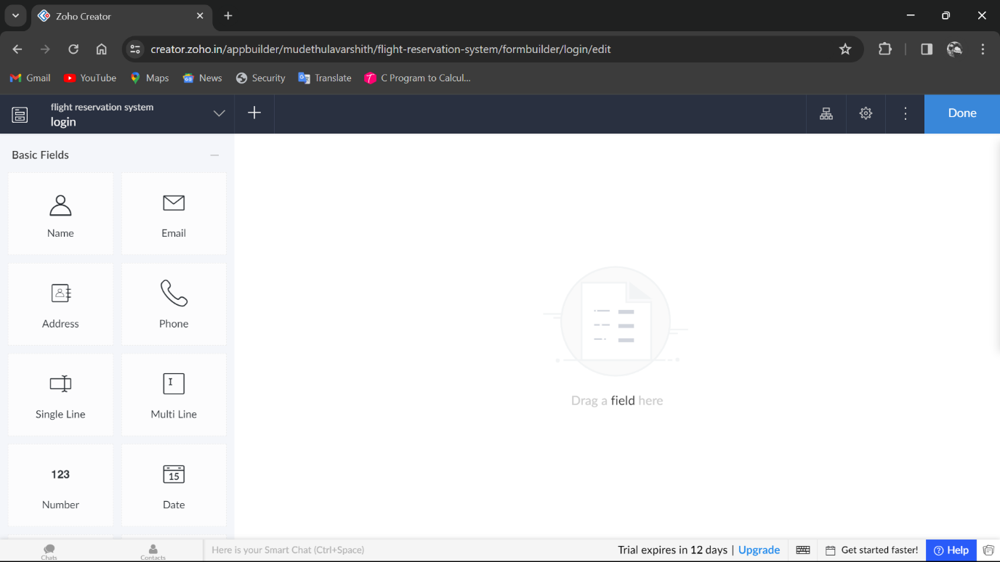 Zoho Creator
creator.zoho.in/appbuilder/mudethulavarshith/flight-reservation-system/formbuilder/login/edit
Gmail
YouTube
Maps
News
Security
Translate
C Program to Calcul...
flight reservation system
login
Done
Basic Fields
Name
Email
Address
Phone
Single Line
Multi Line
123
Number
15
Date
Drag a field here
Chats
Contacts
Here is your Smart Chat (Ctrl+Space)
Trial expires in 12 days | Upgrade
Get started faster!
Help